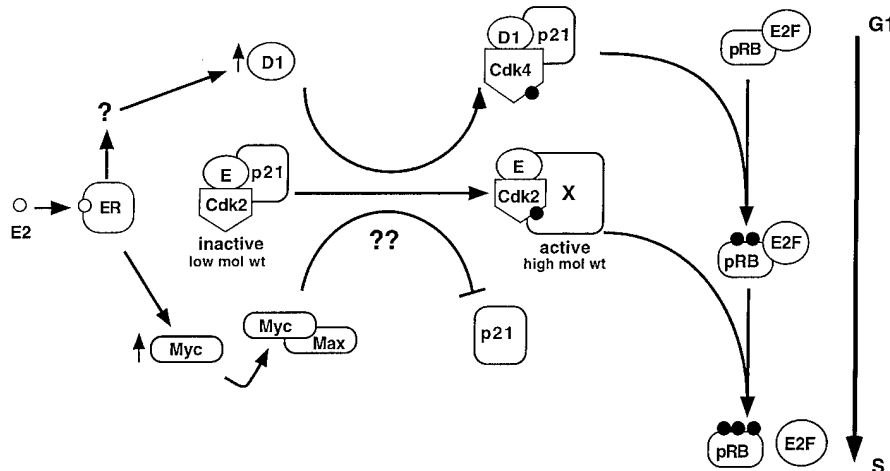 G1
D1
p21
Cdk4
pRB
E2F
D1
?
E
p21
Cdk2
inactive
low mol wt
E
Cdk2
X
active
high mol wt
E2
ER
??
pRB
E2F
Myc
Myc
Max
p21
pRB
E2F
S